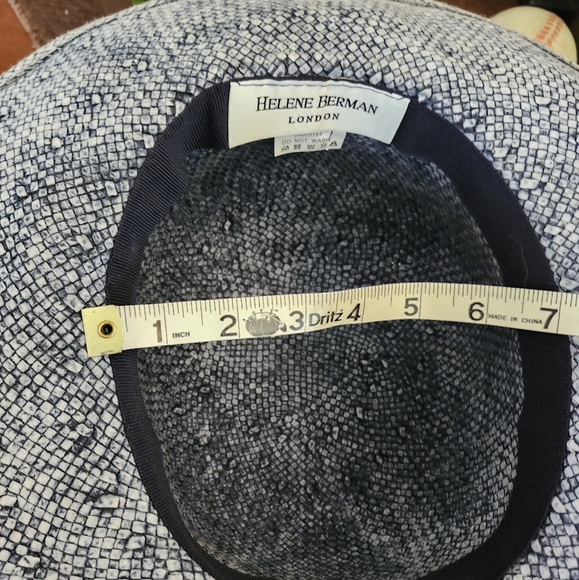 HELENE BERMAN
LONDON
DO NOT WASH
1 INCH 2 3 Dritz 4 5 6 MADE IN CHINA 7